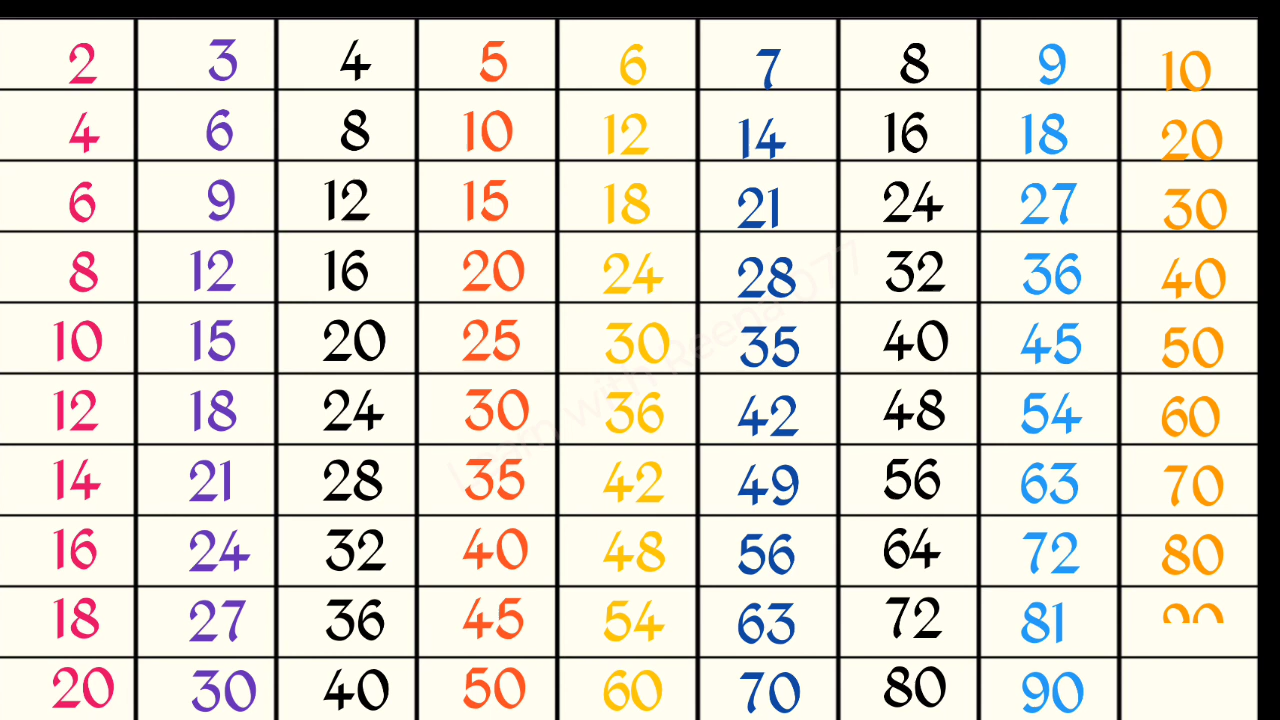 2 3 4 5 6 7 8 9 10
4 6 8 10 12 14 16 18 20
6 9 12 15 18 21 24 27 30
8 12 16 20 24 28 32 36 40
10 15 20 25 30 35 40 45 50
12 18 24 30 36 42 48 54 60
14 21 28 35 42 49 56 63 70
16 24 32 40 48 56 64 72 80
18 27 36 45 54 63 72 81
20 30 40 50 60 70 80 90
Learn with Reena 077